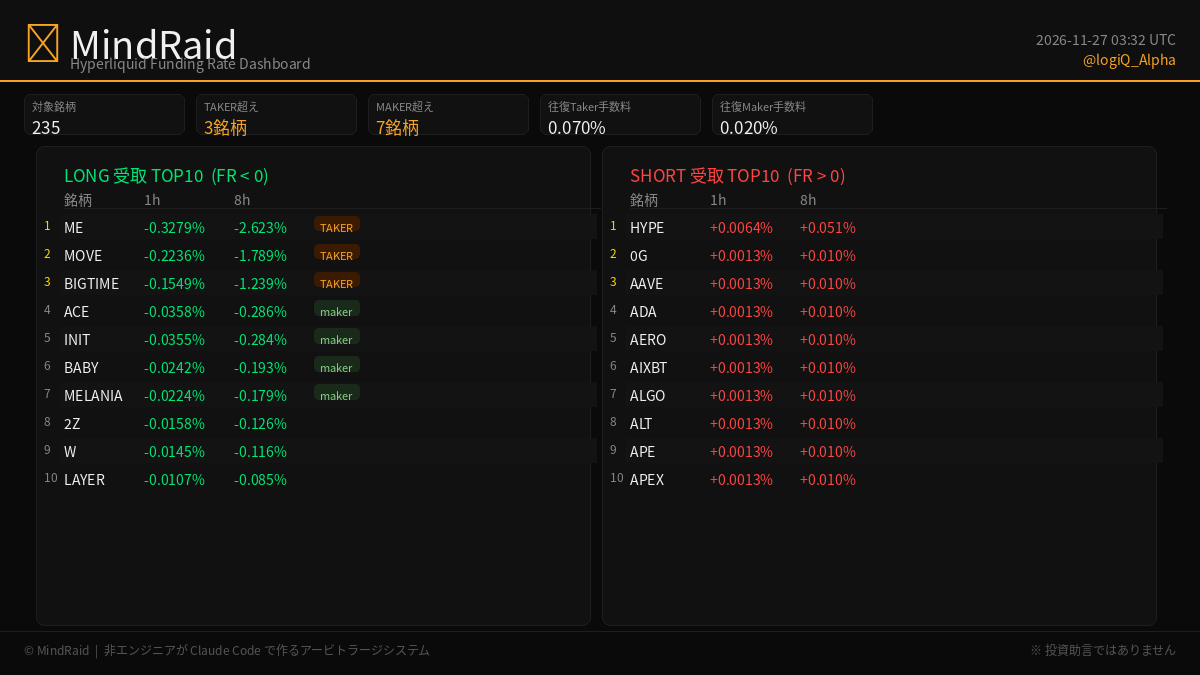 MindRaid
Hyperliquid Funding Rate Dashboard
2026-11-27 03:32 UTC
@logiQ_Alpha
対象銘柄
235
TAKER超え
3銘柄
MAKER超え
7銘柄
往復Taker手数料
0.070%
往復Maker手数料
0.020%
LONG 受取 TOP10 (FR < 0)
銘柄 1h 8h
1 ME -0.3279% -2.623% TAKER
2 MOVE -0.2236% -1.789% TAKER
3 BIGTIME -0.1549% -1.239% TAKER
4 ACE -0.0358% -0.286% maker
5 INIT -0.0355% -0.284% maker
6 BABY -0.0242% -0.193% maker
7 MELANIA -0.0224% -0.179% maker
8 2Z -0.0158% -0.126%
9 W -0.0145% -0.116%
10 LAYER -0.0107% -0.085%
SHORT 受取 TOP10 (FR > 0)
銘柄 1h 8h
1 HYPE +0.0064% +0.051%
2 0G +0.0013% +0.010%
3 AAVE +0.0013% +0.010%
4 ADA +0.0013% +0.010%
5 AERO +0.0013% +0.010%
6 AIXBT +0.0013% +0.010%
7 ALGO +0.0013% +0.010%
8 ALT +0.0013% +0.010%
9 APE +0.0013% +0.010%
10 APEX +0.0013% +0.010%
© MindRaid | 非エンジニアが Claude Code で作るアービトラージシステム
※ 投資助言ではありません